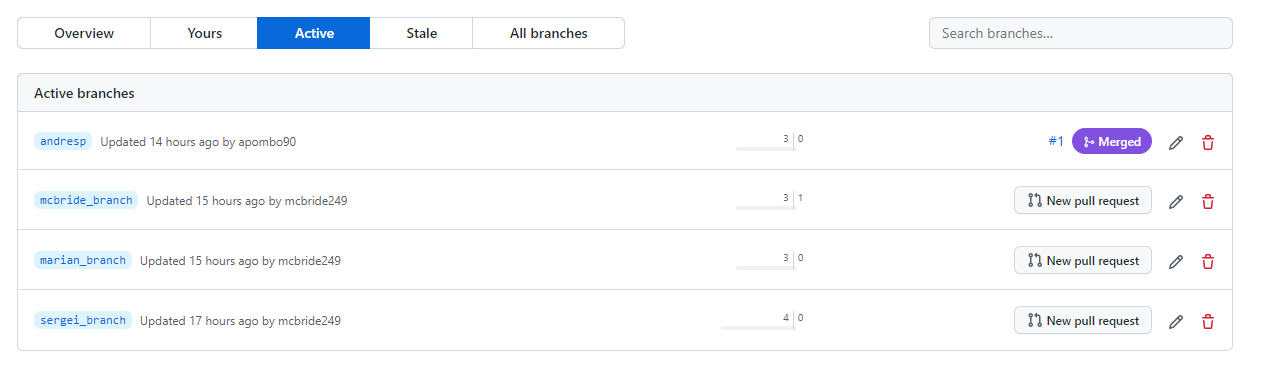 Overview Yours Active Stale All branches Search branches...
Active branches
andresp Updated 14 hours ago by apombo90 3 0 #1 Merged
mcbride_branch Updated 15 hours ago by mcbride249 3 1 New pull request
marian_branch Updated 15 hours ago by mcbride249 3 0 New pull request
sergei_branch Updated 17 hours ago by mcbride249 4 0 New pull request